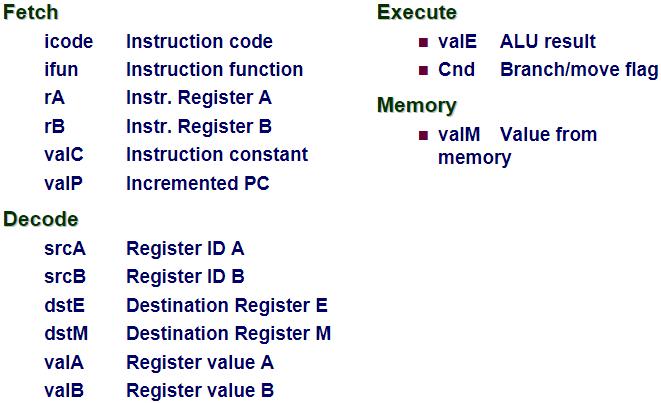 Fetch
icode Instruction code
ifun Instruction function
rA Instr. Register A
rB Instr. Register B
valC Instruction constant
valP Incremented PC
Decode
srcA Register ID A
srcB Register ID B
dstE Destination Register E
dstM Destination Register M
valA Register value A
valB Register value B
Execute
■ valE ALU result
■ Cnd Branch/move flag
Memory
■ valM Value from
memory